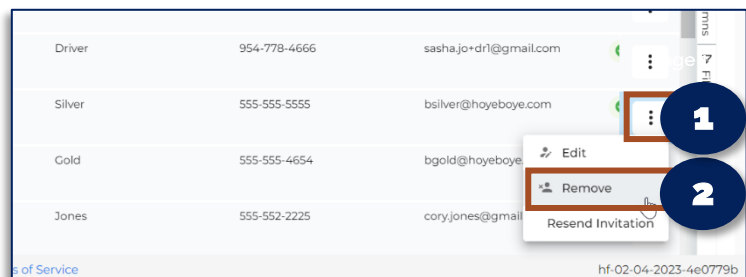 mns
Driver 954-778-4666 sasha.jo+dr1@gmail.com
Silver 555-555-5555 bsilver@hoyeboye.com
1
Edit
Gold 555-555-4654 bgold@hoyeboye.
Remove
2
Jones 555-552-2225 cory.jones@gmail
Resend Invitation
s of Service hf-02-04-2023-4e0779b